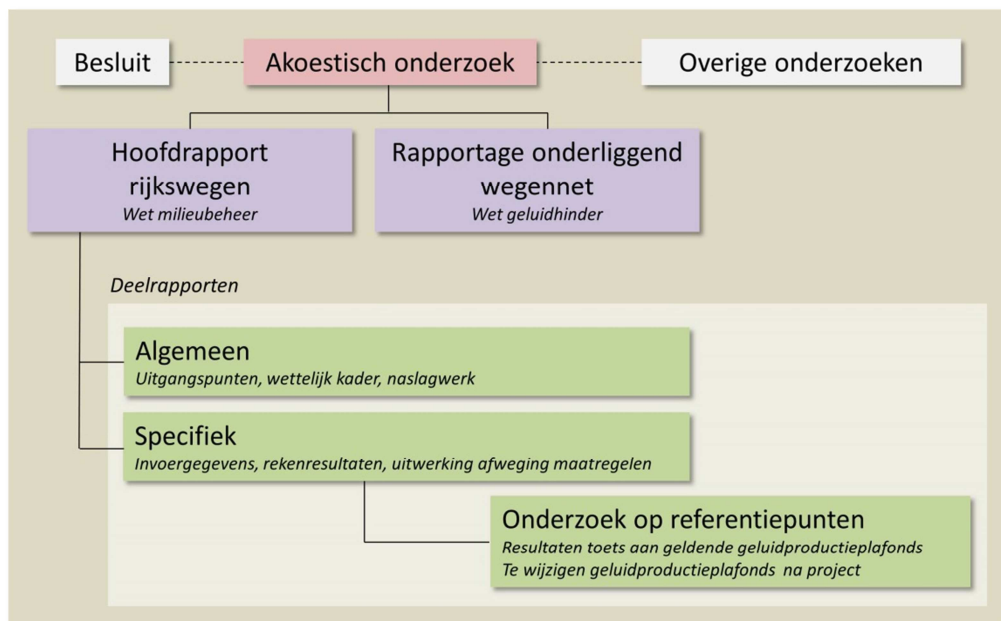 Besluit
Akoestisch onderzoek
Overige onderzoeken
Hoofdrapport
rijkswegen
Wet milieubeheer
Rapportage onderliggend
wegennet
Wet geluidhinder
Deelrapporten
Algemeen
Uitgangspunten, wettelijk kader, naslagwerk
Specifiek
Invoergegevens, rekenresultaten, uitwerking afweging maatregelen
Onderzoek op referentiepunten
Resultaten toets aan geldende geluidproductieplafonds
Te wijzigen geluidproductieplafonds na project